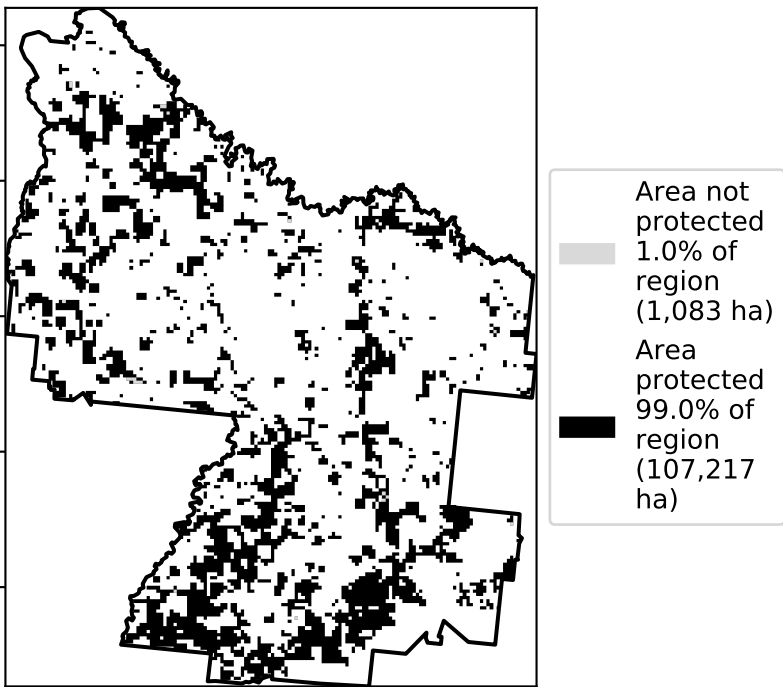 Area not
protected
1.0% of
region
(1,083 ha)
Area
protected
99.0% of
region
(107,217
ha)